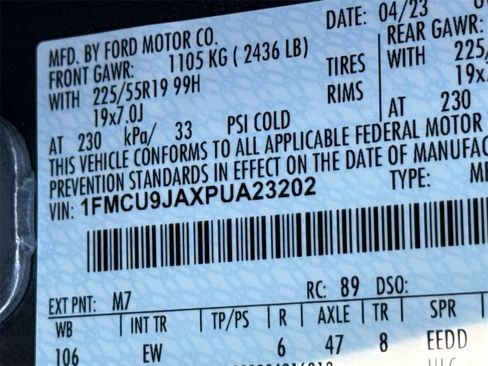 MFD. BY FORD MOTOR CO. DATE: 04/23
FRONT GAWR: 1105 KG ( 2436 LB) REAR GAWR:
WITH 225/55R19 99H TIRES 225/
19x7.0J RIMS 19x
AT 230 kPa/ 33 PSI COLD AT 230
THIS VEHICLE CONFORMS TO ALL APPLICABLE FEDERAL MOTOR
PREVENTION STANDARDS IN EFFECT ON THE DATE OF MANUFAC
VIN: 1FMCU9JAXPUA23202 TYPE: M
EXT PNT: M7 RC: 89 DSO:
WB INT TR TP/PS R AXLE TR SPR
106 EW 6 47 8 EEDD